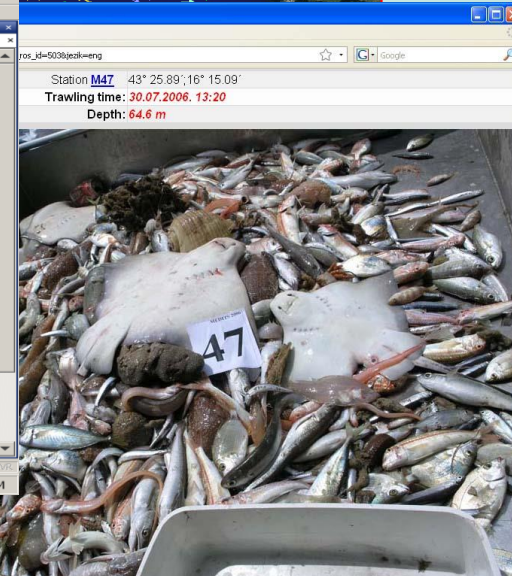 ros_id=503&jezik=eng
Google
Station M47 43° 25.89´;16° 15.09´
Trawling time: 30.07.2006. 13:20
Depth: 64.6 m
47